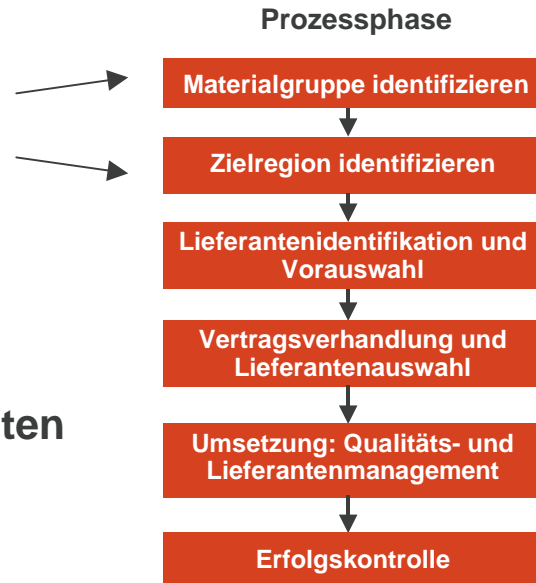 Prozessphase
Materialgruppe identifizieren
Zielregion identifizieren
Lieferantenidentifikation und
Vorauswahl
Vertragsverhandlung und
Lieferantenauswahl
ten
Umsetzung: Qualitäts- und
Lieferantenmanagement
Erfolgskontrolle